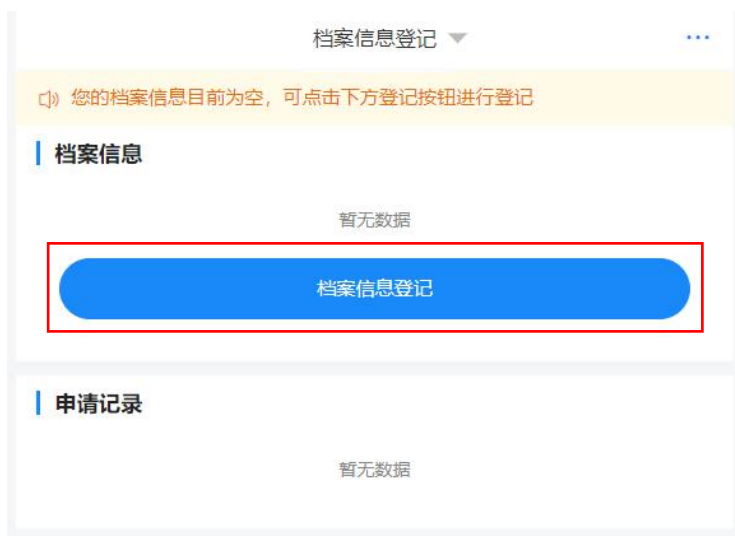 档案信息登记
您的档案信息目前为空，可点击下方登记按钮进行登记
档案信息
暂无数据
档案信息登记
申请记录
暂无数据